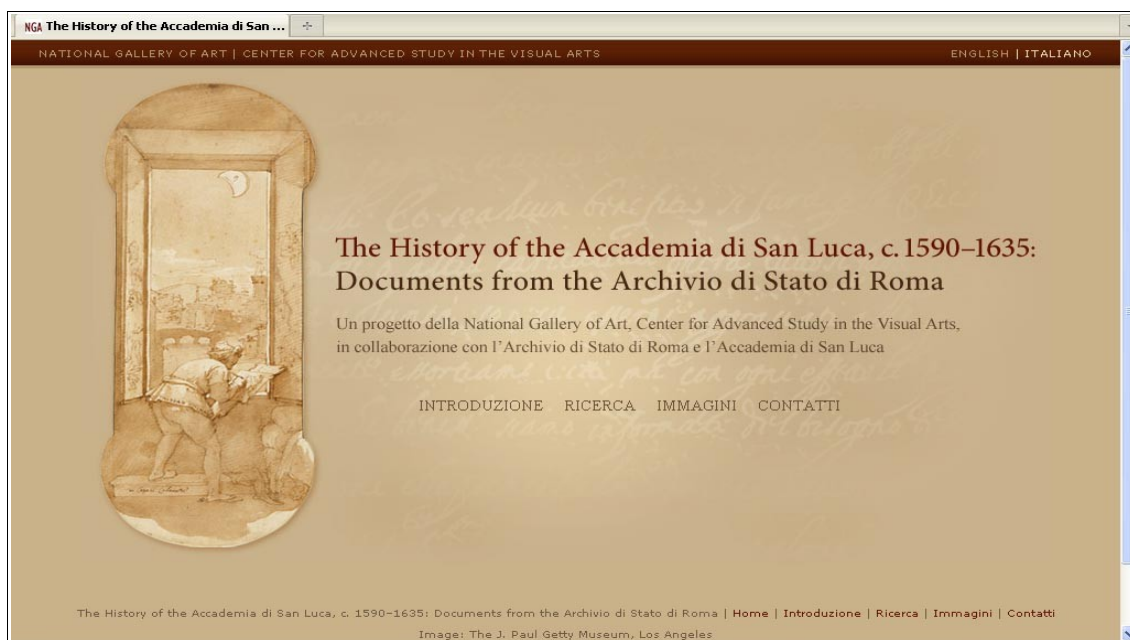 NGA The History of the Accademia di San ...
NATIONAL GALLERY OF ART | CENTER FOR ADVANCED STUDY IN THE VISUAL ARTS
ENGLISH | ITALIANO
The History of the Accademia di San Luca, c. 1590–1635:
Documents from the Archivio di Stato di Roma
Un progetto della National Gallery of Art, Center for Advanced Study in the Visual Arts,
in collaborazione con l'Archivio di Stato di Roma e l'Accademia di San Luca
INTRODUZIONE RICERCA IMMAGINI CONTATTI
The History of the Accademia di San Luca, c. 1590–1635: Documents from the Archivio di Stato di Roma | Home | Introduzione | Ricerca | Immagini | Contatti
Image: The J. Paul Getty Museum, Los Angeles